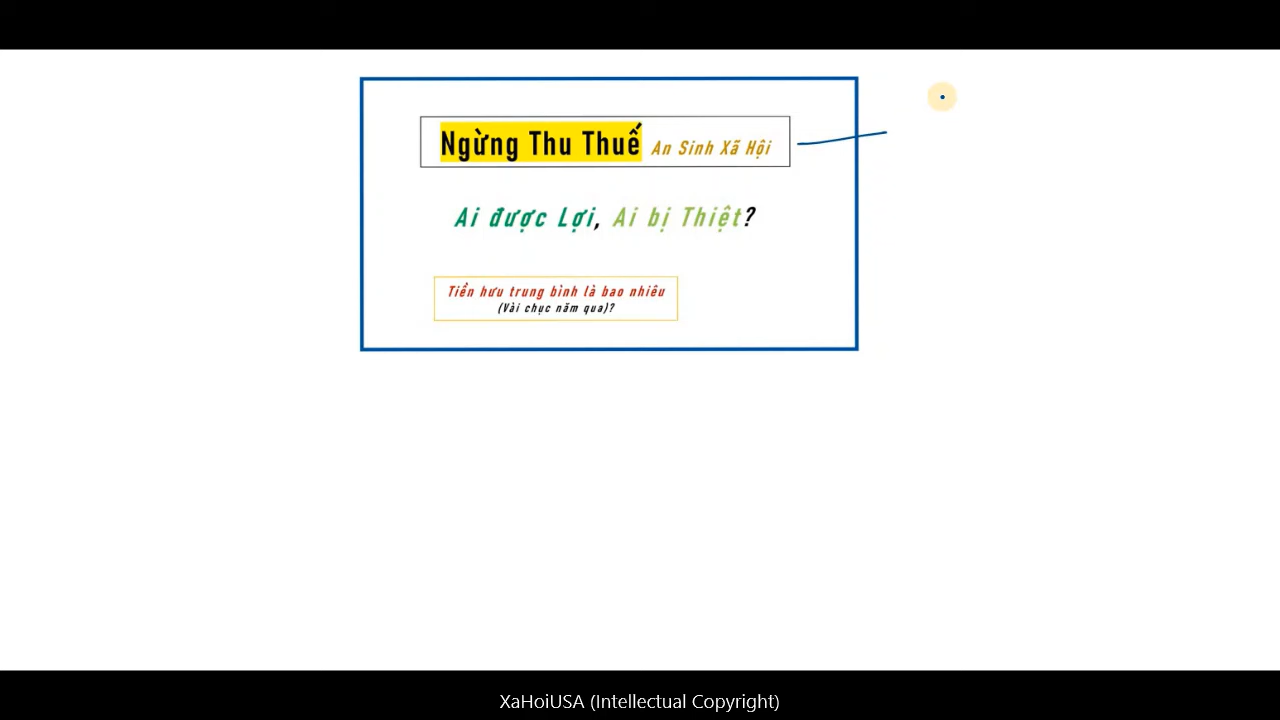 Ngừng Thu Thuế An Sinh Xã Hội
Ai được Lợi, Ai bị Thiệt?
Tiền hưu trung bình là bao nhiêu
(Vài chục năm qua)?
XaHoiUSA (Intellectual Copyright)